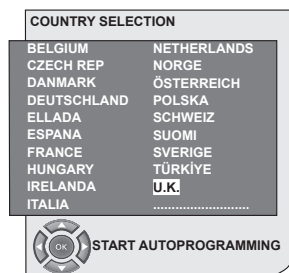 COUNTRY SELECTION
BELGIUM NETHERLANDS
CZECH REP NORGE
DANMARK ÖSTERREICH
DEUTSCHLAND POLSKA
ELLADA SCHWEIZ
ESPANA SUOMI
FRANCE SVERIGE
HUNGARY TÜRKİYE
IRELANDA U.K.
ITALIA ..........................
OK START AUTOPROGRAMMING